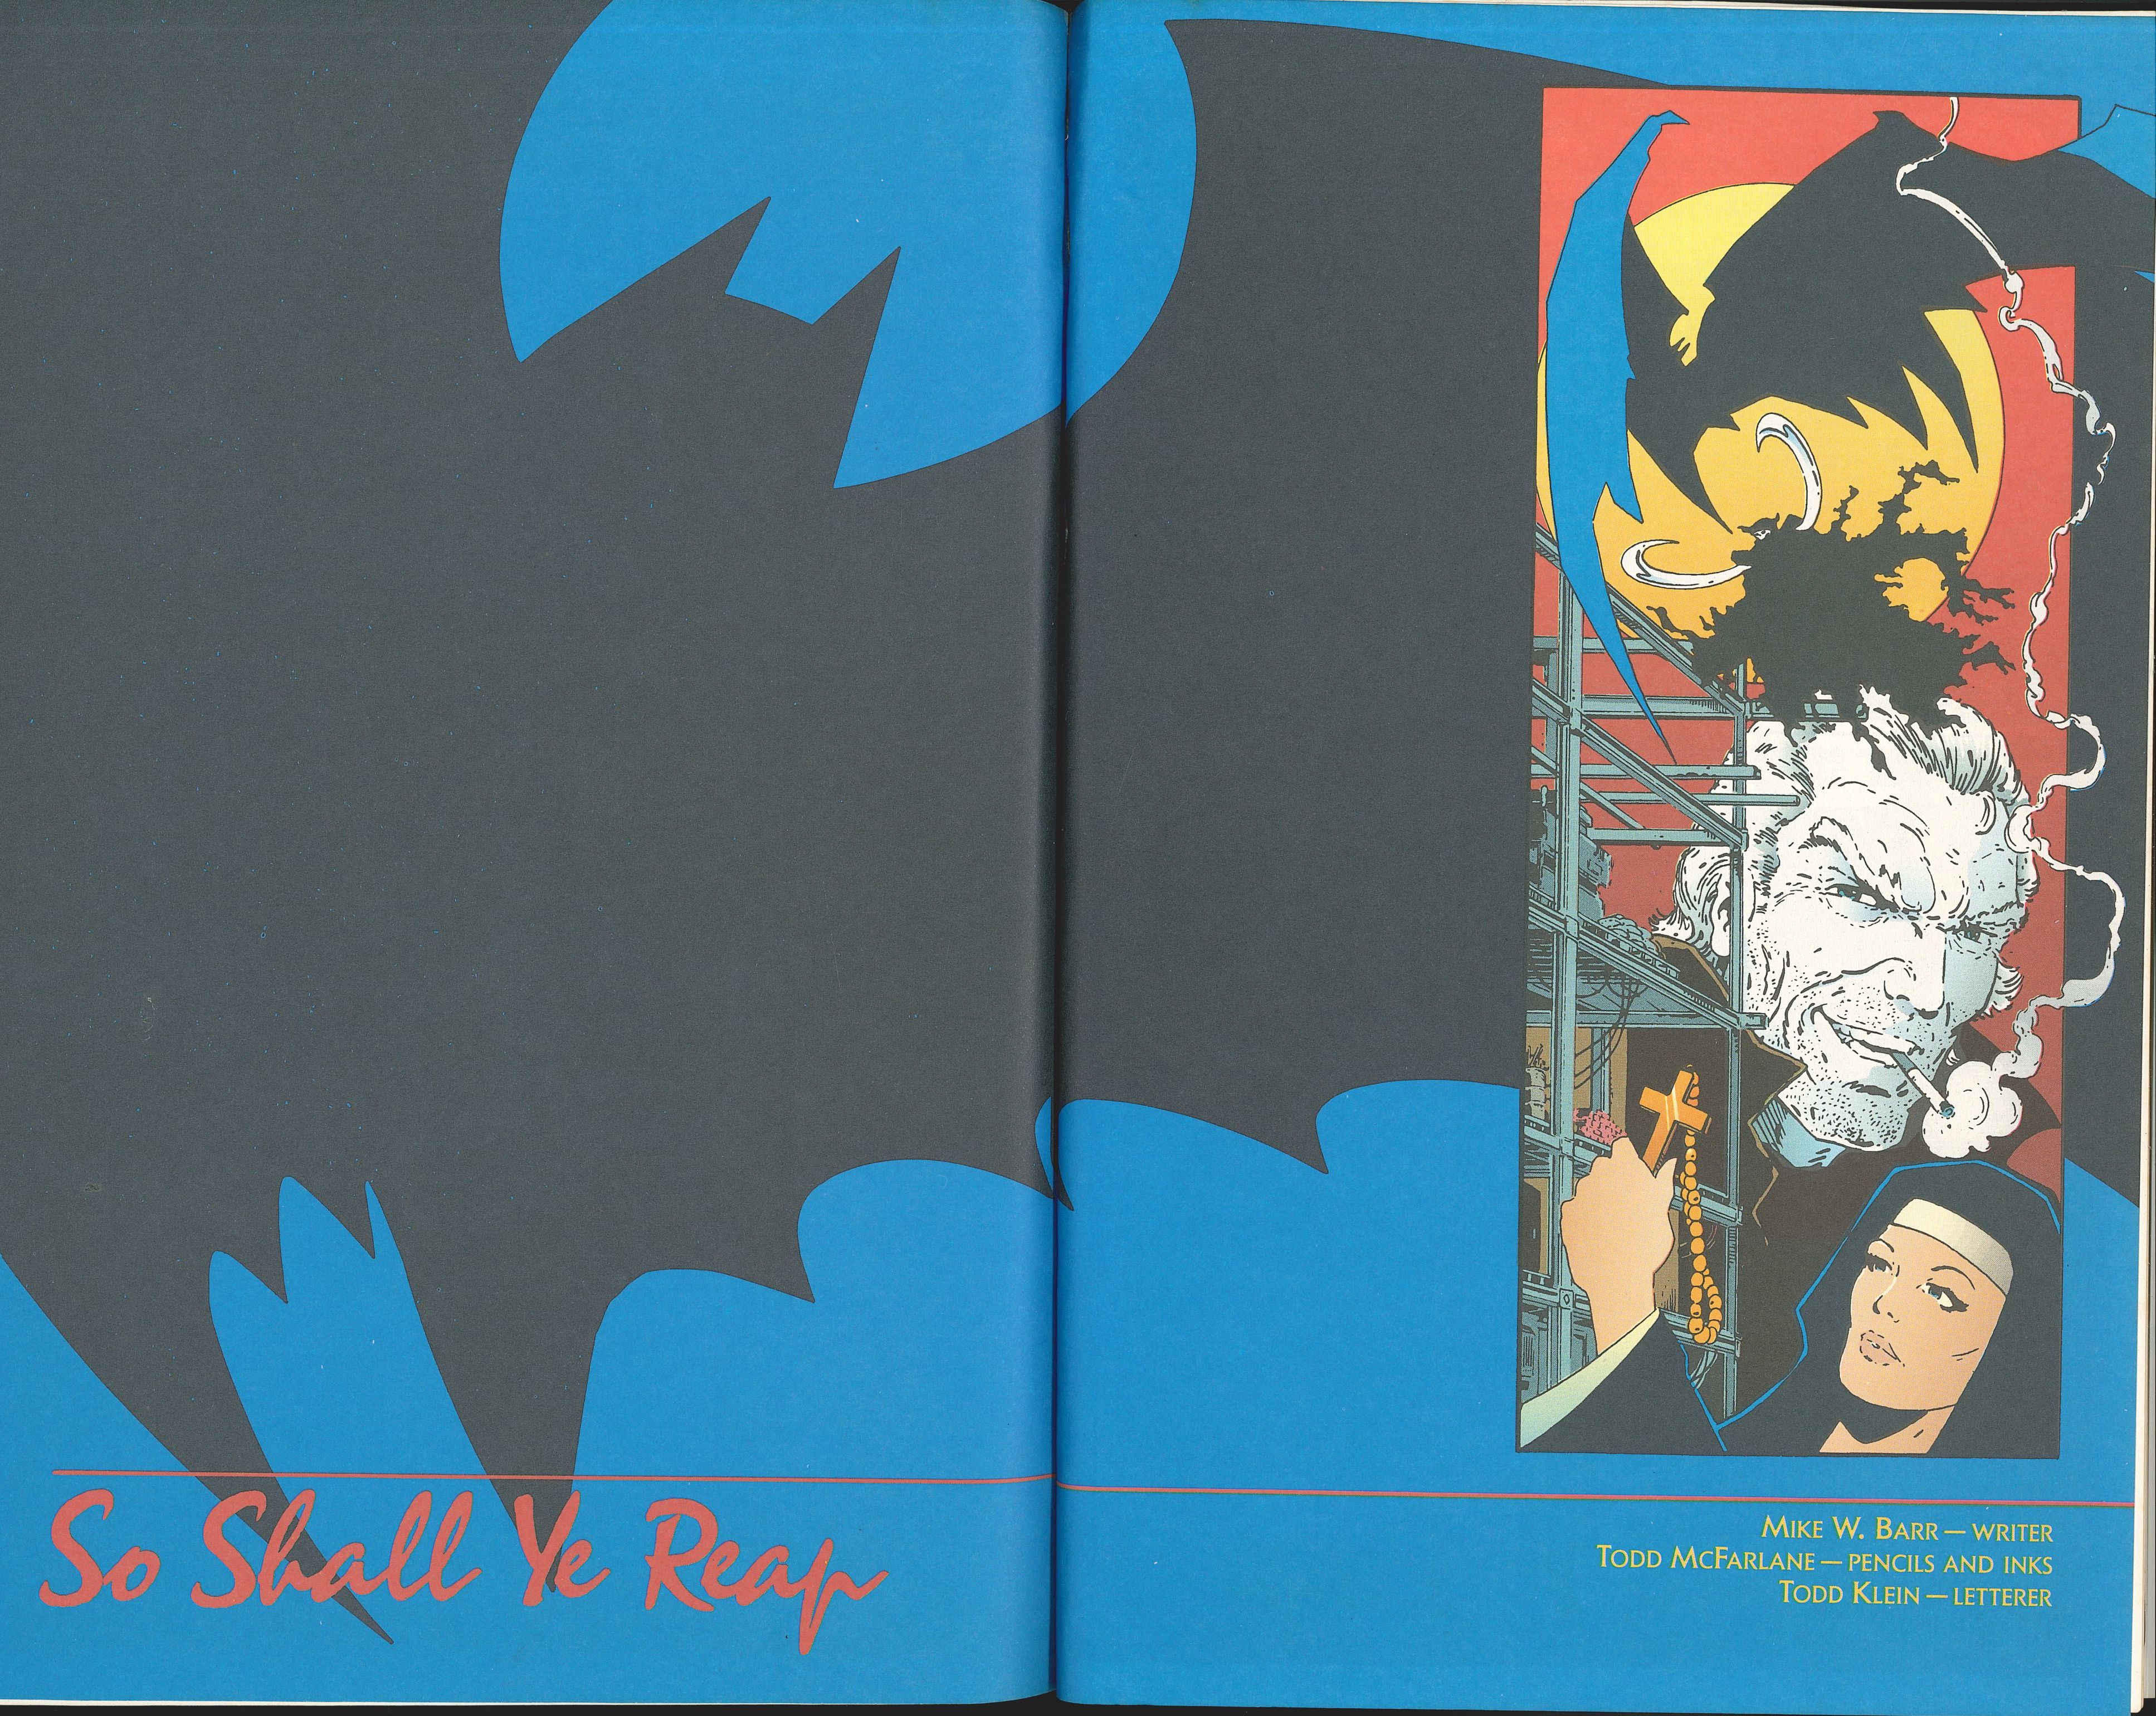 So Shall Ye Reap
MIKE W. BARR — WRITER
TODD MCFARLANE — PENCILS AND INKS
TODD KLEIN — LETTERER